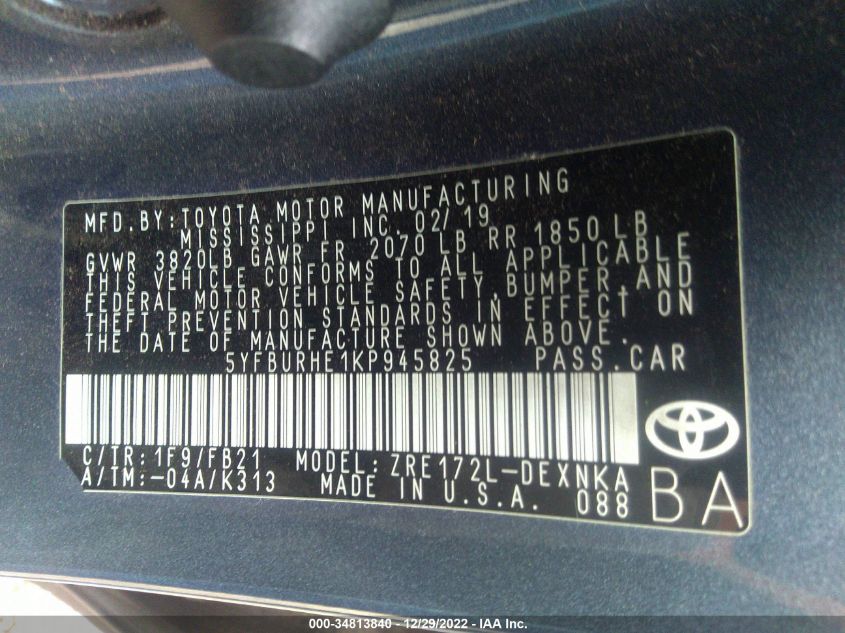 MFD.BY:TOYOTA MOTOR MANUFACTURING
MISSISSIPPI INC. 02/19
GVWR 3820LB GAWR FR 2070 LB RR 1850 LB
THIS VEHICLE CONFORMS TO ALL APPLICABLE
FEDERAL MOTOR VEHICLE SAFETY,BUMPER,AND
THEFT PREVENTION STANDARDS IN EFFECT ON
THE DATE OF MANUFACTURE SHOWN ABOVE.
5YFBURHE1KP945825 PASS.CAR
C/TR:1F9/FB21 MODEL:ZRE172L-DEXNKA
A/TM:-04A/K313 MADE IN U.S.A. 088
BA
000-34813840 - 12/29/2022 - IAA Inc.